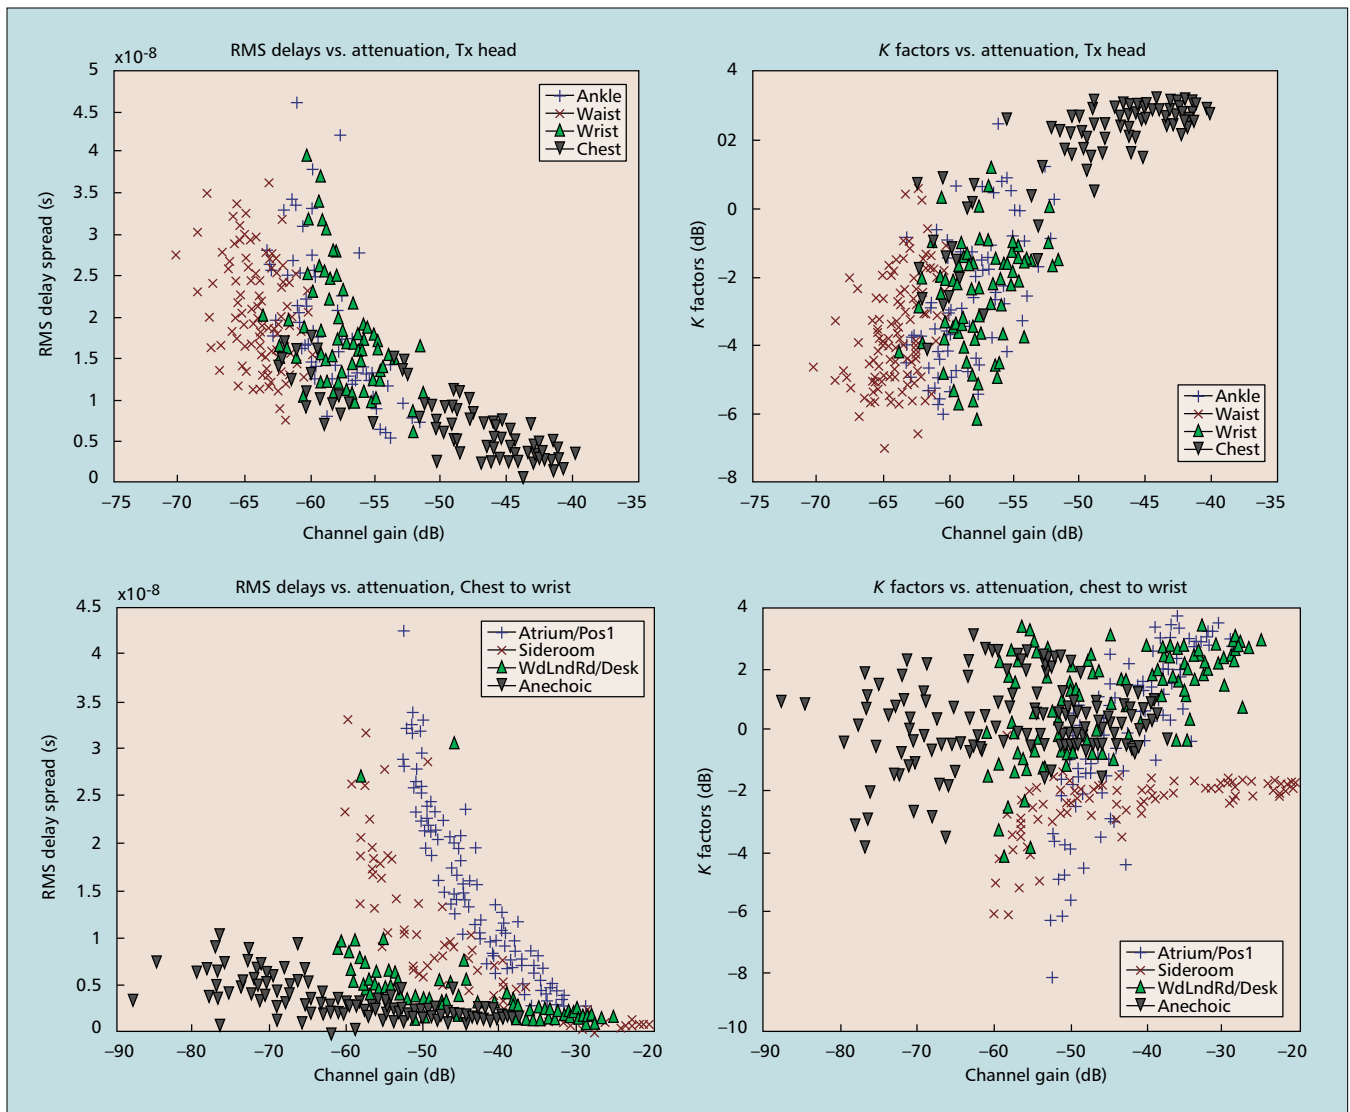 RMS delays vs. attenuation, Tx head
x10-8
5
4.5
4
3.5
3
2.5
2
1.5
1
0.5
0
RMS delay spread (s)
Ankle
Waist
Wrist
Chest
−75 −70 −65 −60 −55 −50 −45 −40 −35
Channel gain (dB)
K factors vs. attenuation, Tx head
4
02
0
−2
−4
−6
−8
K factors (dB)
Ankle
Waist
Wrist
Chest
−75 −70 −65 −60 −55 −50 −45 −40 −35
Channel gain (dB)
RMS delays vs. attenuation, Chest to wrist
x10-8
4.5
4
3.5
3
2.5
2
1.5
1
0.5
0
RMS delay spread (s)
Atrium/Pos1
Sideroom
WdLndRd/Desk
Anechoic
−90 −80 −70 −60 −50 −40 −30 −20
Channel gain (dB)
K factors vs. attenuation, chest to wrist
4
2
0
−2
−4
−6
−8
−10
K factors (dB)
Atrium/Pos1
Sideroom
WdLndRd/Desk
Anechoic
−90 −80 −70 −60 −50 −40 −30 −20
Channel gain (dB)